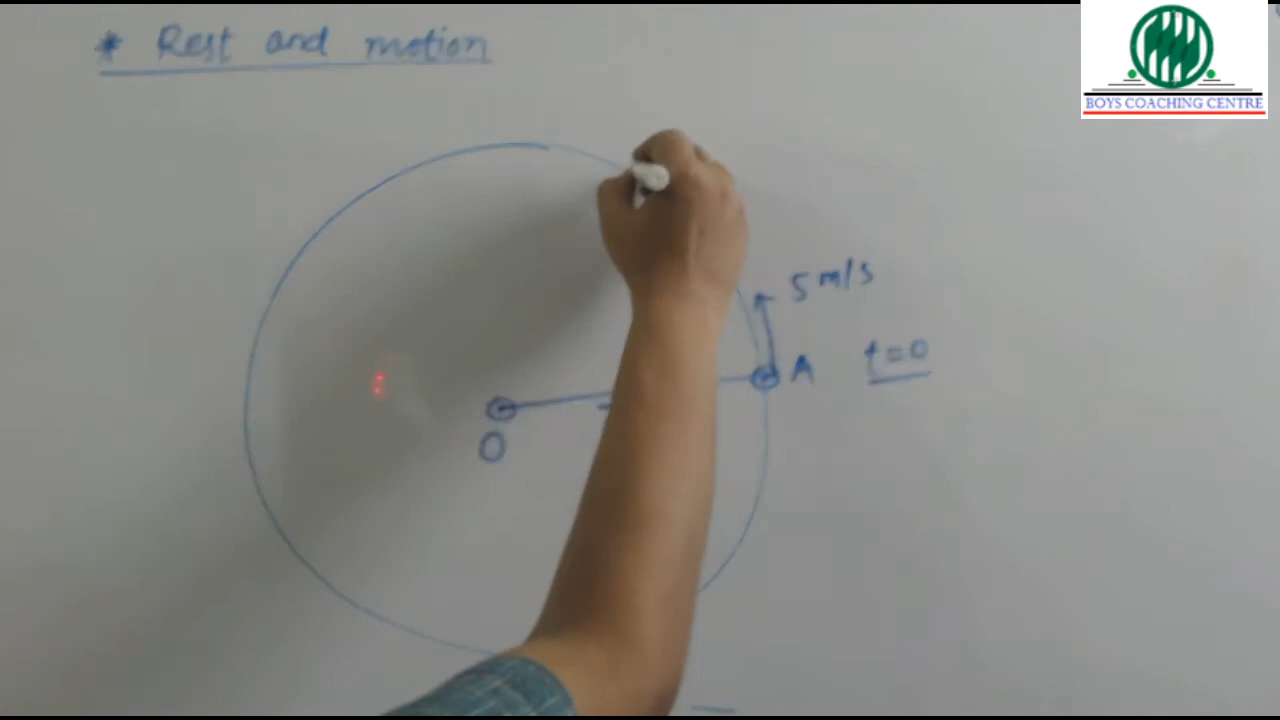 * Rest and motion
BOYS COACHING CENTRE
5 m/s
A t=0
O